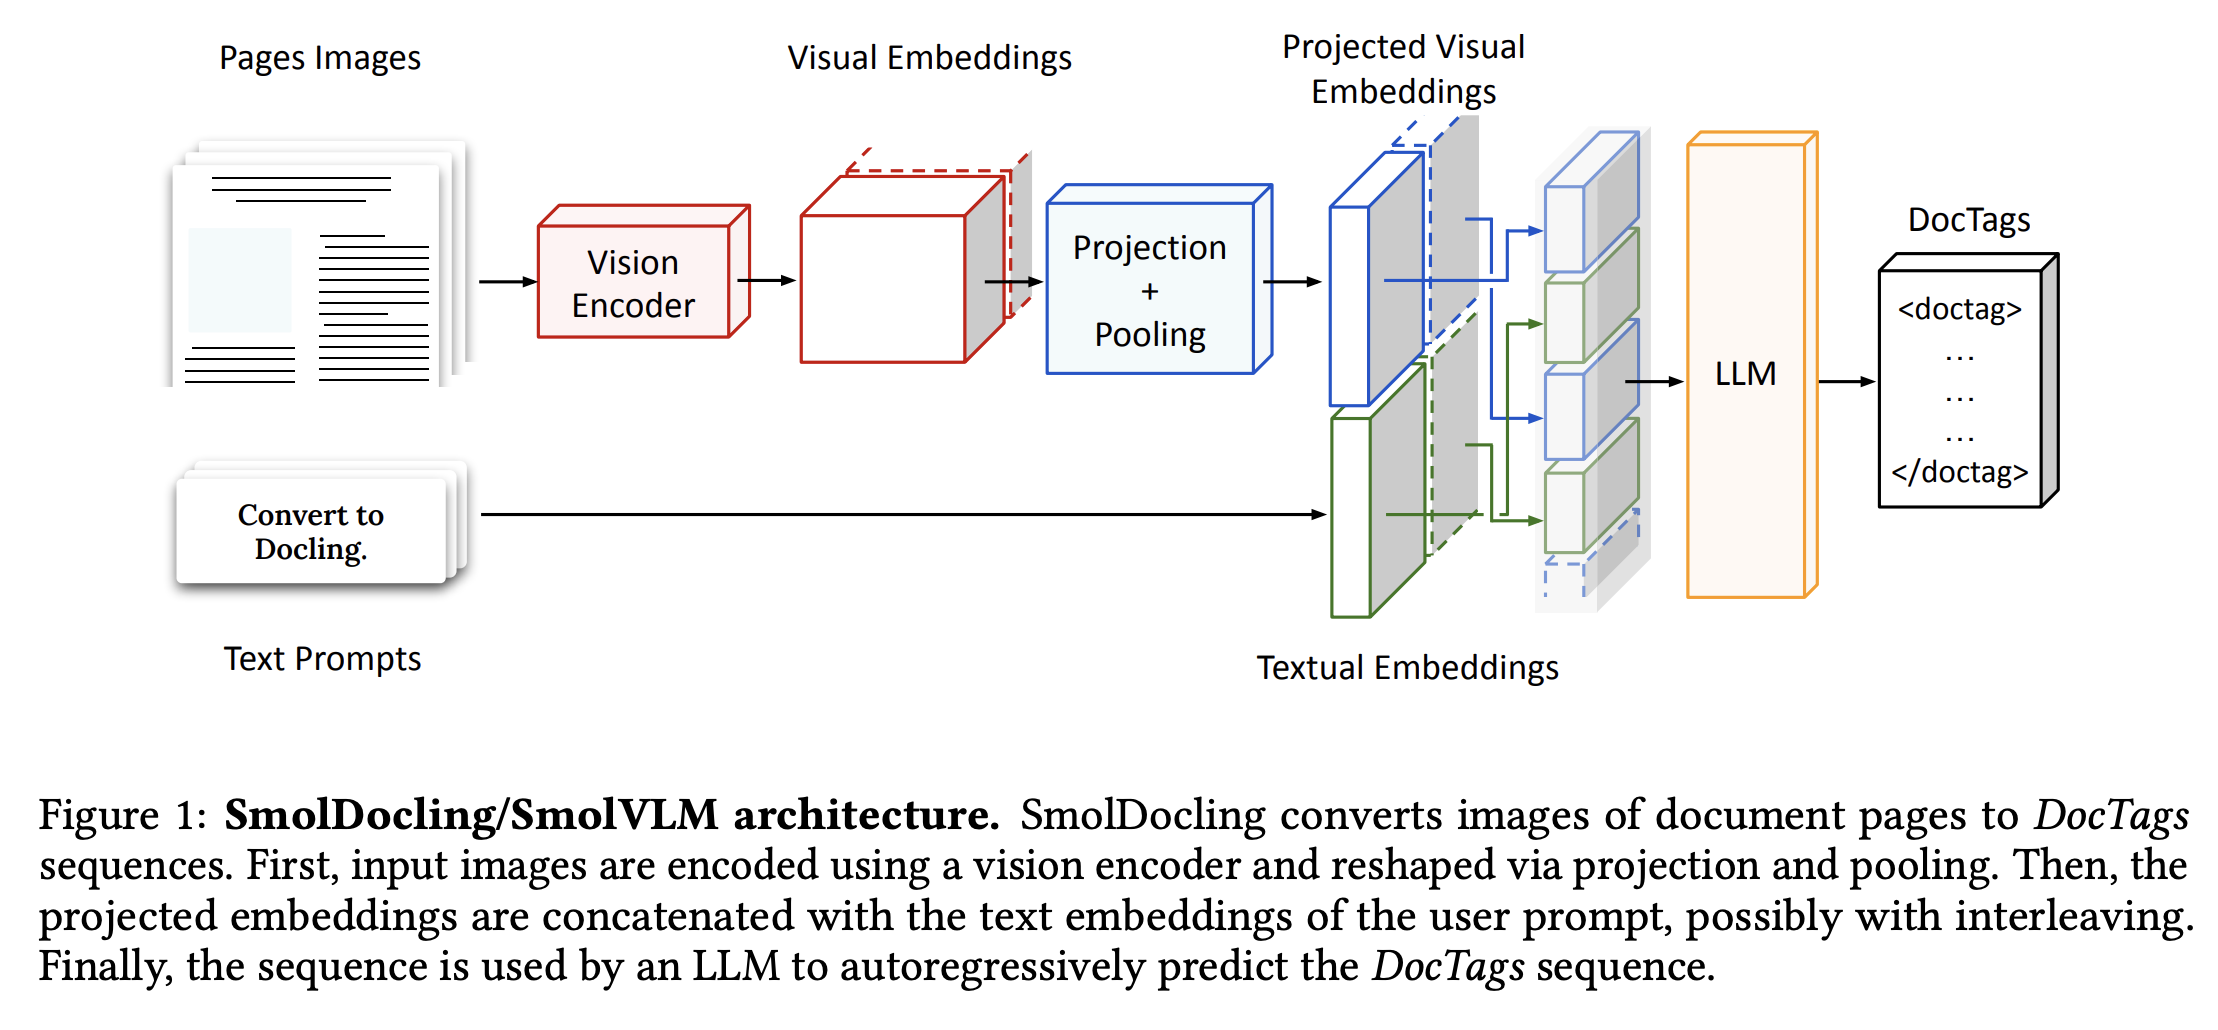 Pages Images
Visual Embeddings
Projected Visual
Embeddings
Vision
Encoder
Projection
+
Pooling
LLM
DocTags
<doctag>
...
...
...
</doctag>
Convert to
Docling.
Text Prompts
Textual Embeddings
Figure 1: SmolDocling/SmolVLM architecture. SmolDocling converts images of document pages to DocTags
sequences. First, input images are encoded using a vision encoder and reshaped via projection and pooling. Then, the
projected embeddings are concatenated with the text embeddings of the user prompt, possibly with interleaving.
Finally, the sequence is used by an LLM to autoregressively predict the DocTags sequence.